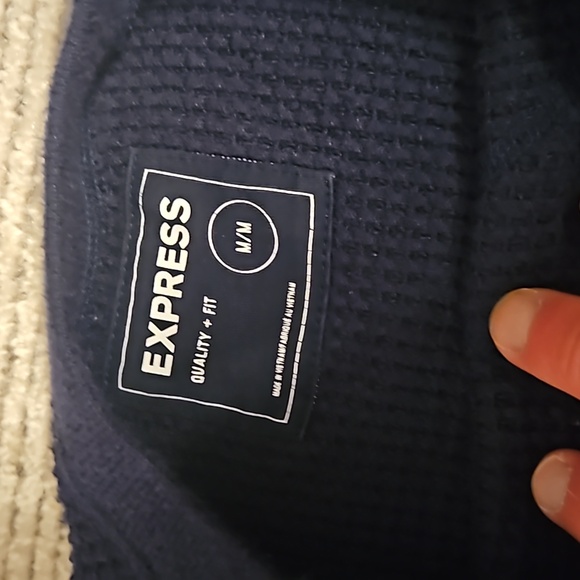 EXPRESS
QUALITY + FIT
M/M
MADE IN VIETNAM/FABRIQUÉ AU VIETNAM